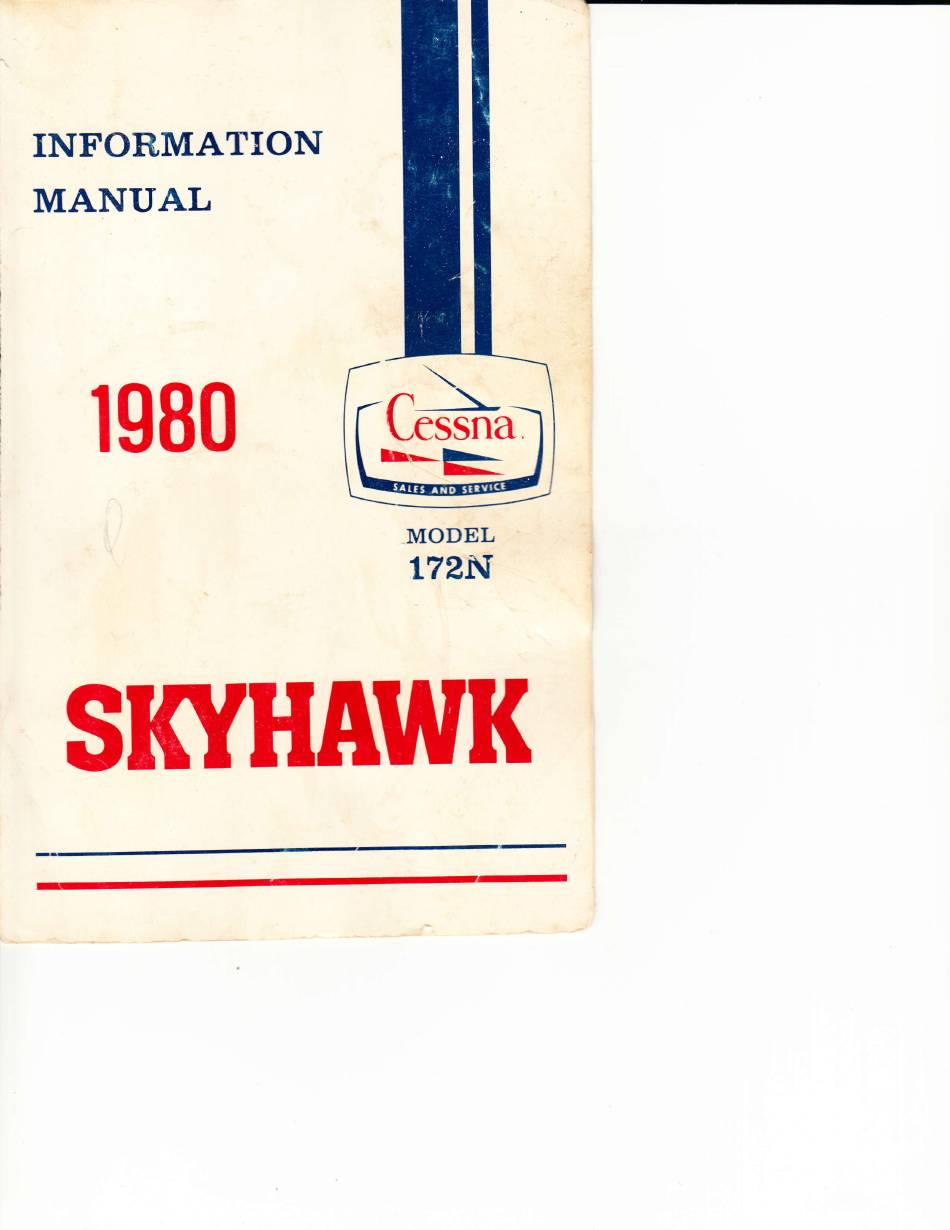 INFORMATION
MANUAL
1980
Cessna
SALES AND SERVICE
MODEL
172N
SKYHAWK